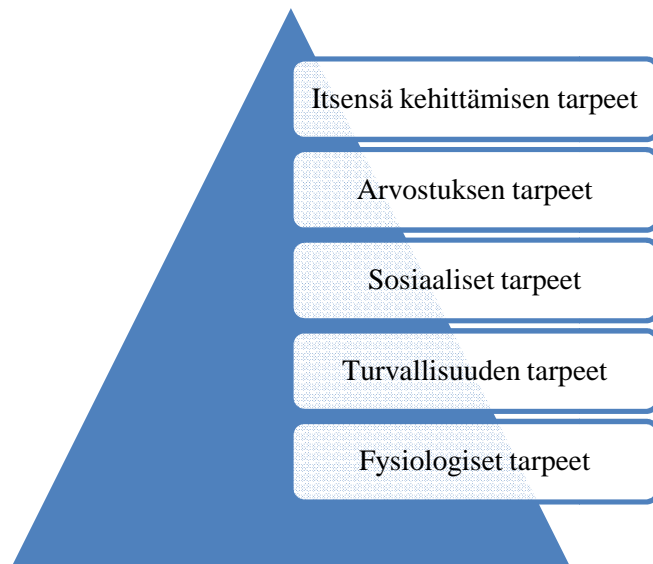 Itsensä kehittämisen tarpeet
Arvostuksen tarpeet
Sosiaaliset tarpeet
Turvallisuuden tarpeet
Fysiologiset tarpeet